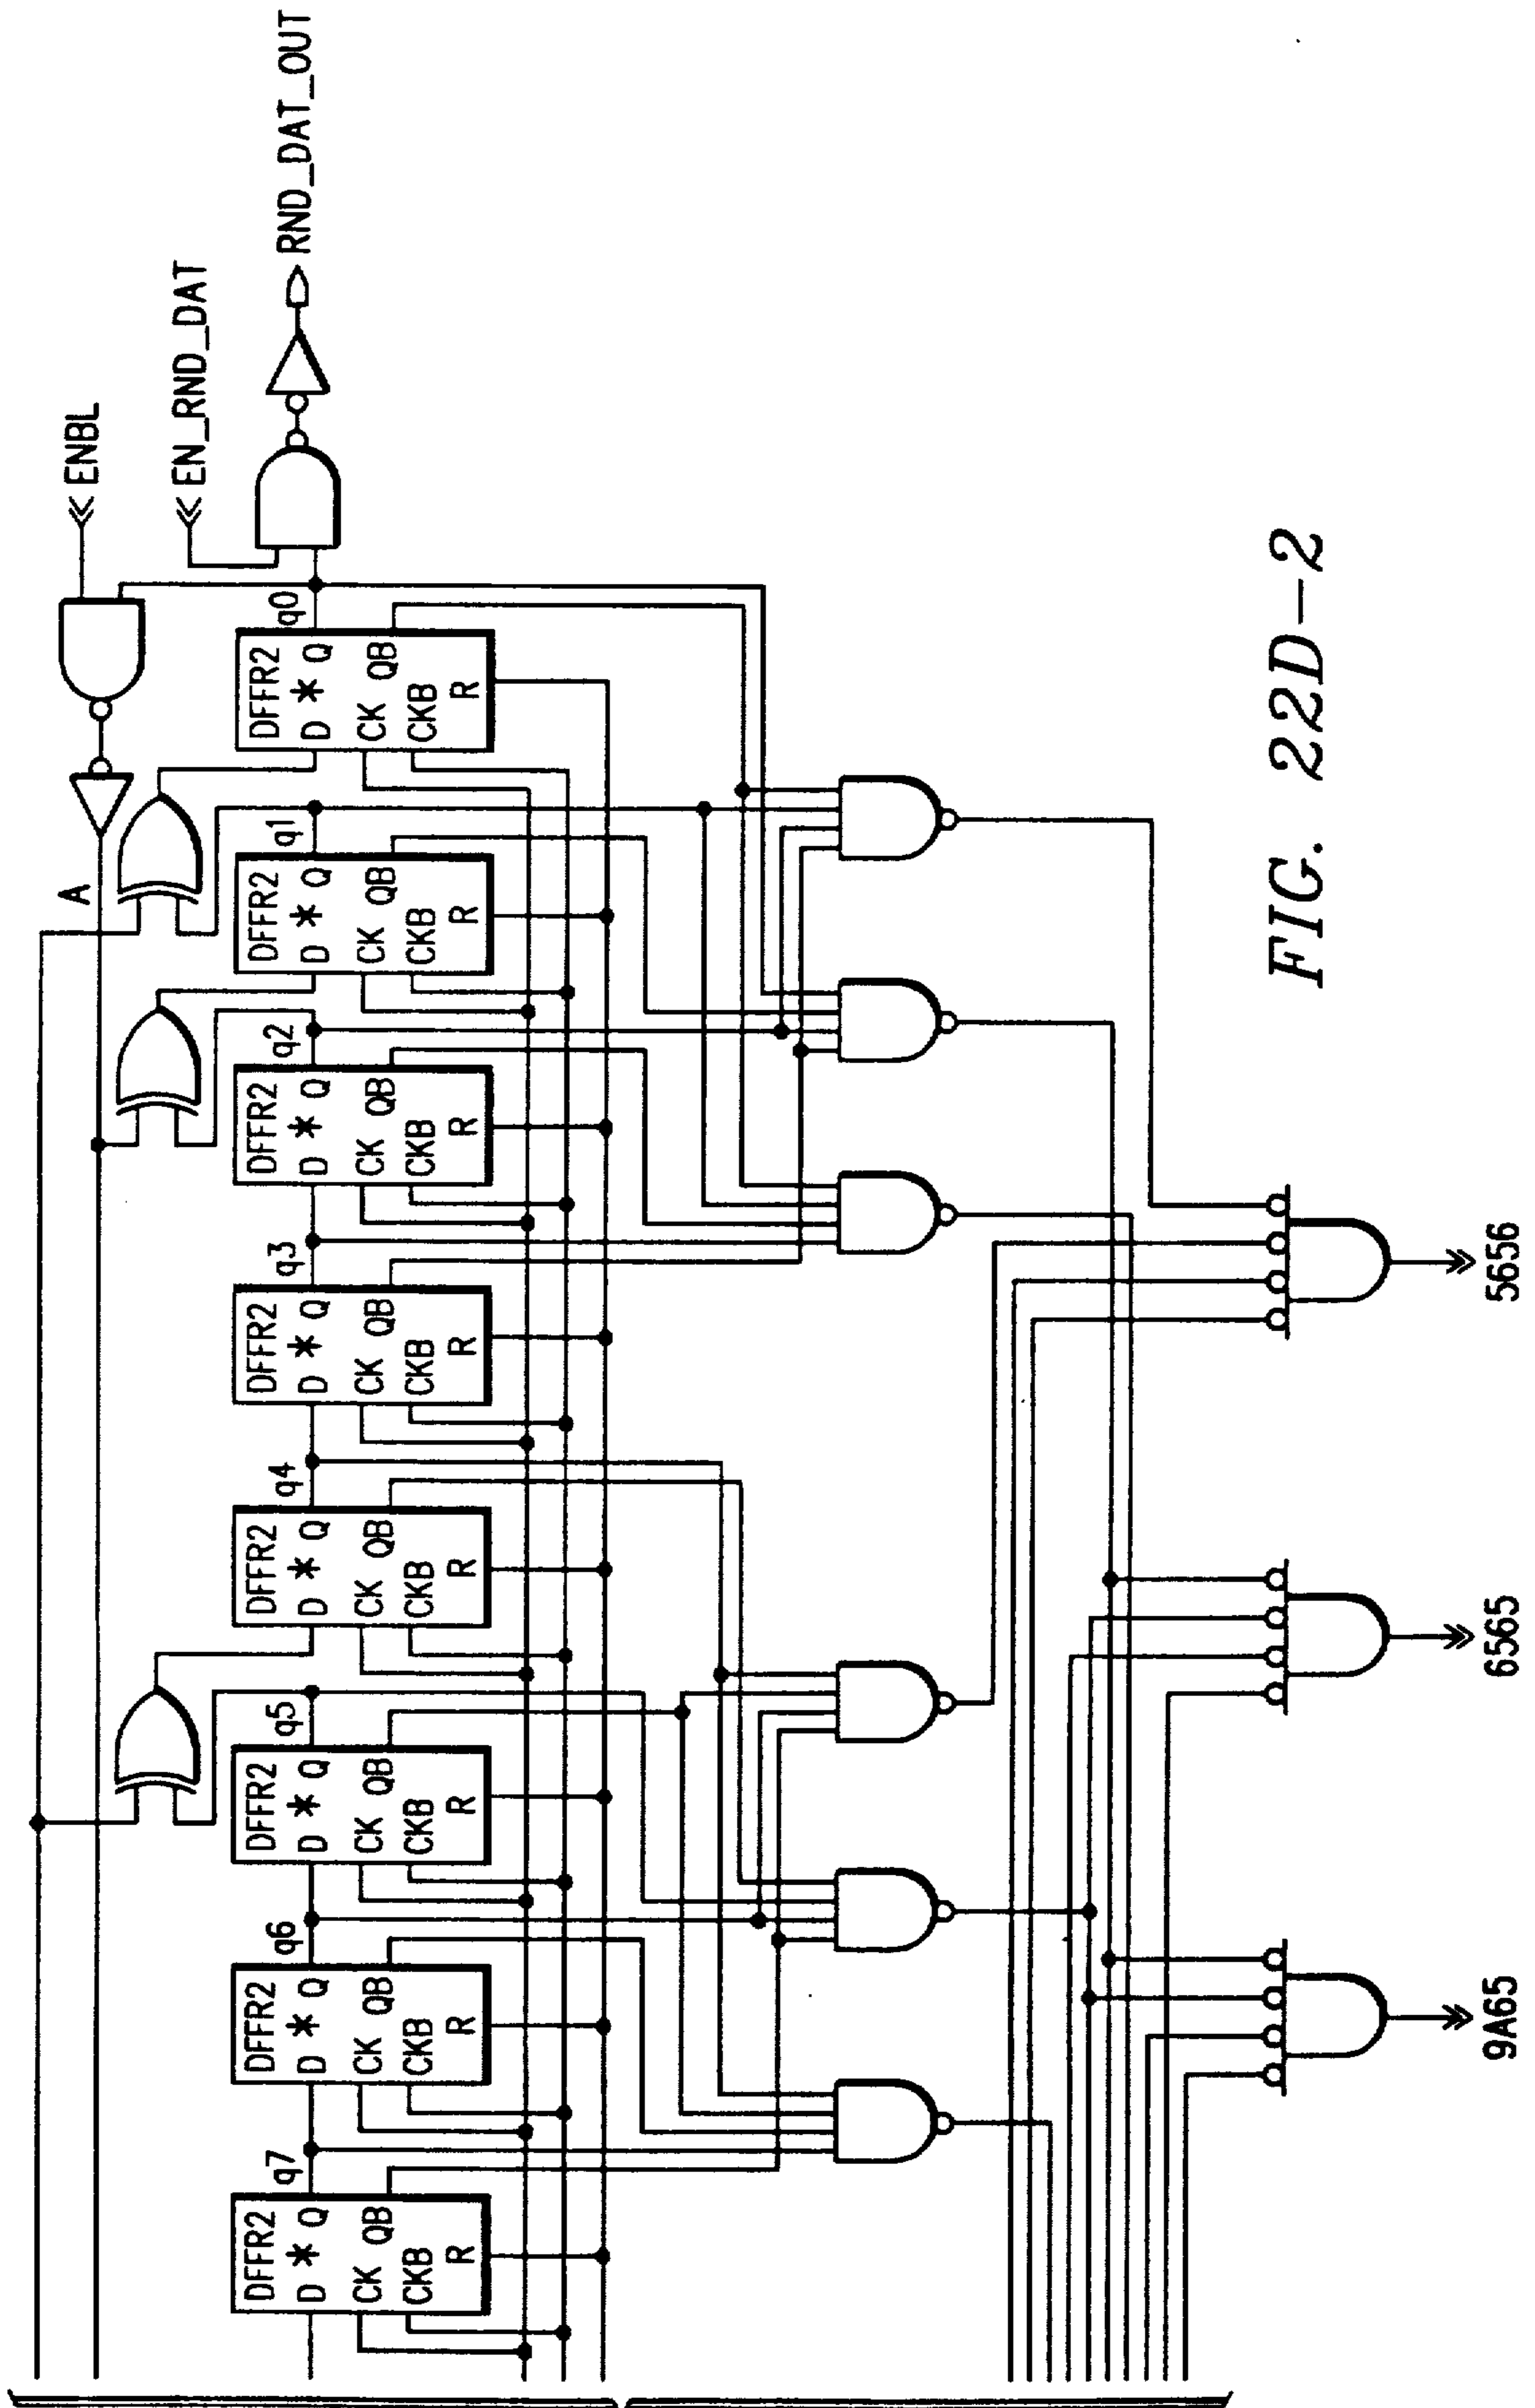 ENBL
EN_RND_DAT
RND_DAT_OUT
A
q7
q6
q5
q4
q3
q2
q1
q0
DFFR2
D * Q
CK QB
CKB
R
DFFR2
D * Q
CK QB
CKB
R
DFFR2
D * Q
CK QB
CKB
R
DFFR2
D * Q
CK QB
CKB
R
DFFR2
D * Q
CK QB
CKB
R
DFFR2
D * Q
CK QB
CKB
R
DFFR2
D * Q
CK QB
CKB
R
DFFR2
D * Q
CK QB
CKB
R
9A65
6565
5656
FIG. 22D-2